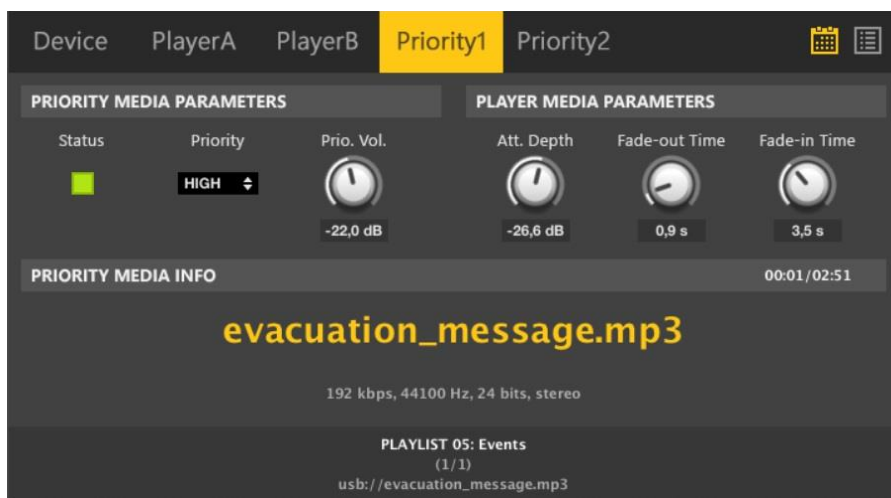 Device PlayerA PlayerB Priority1 Priority2
PRIORITY MEDIA PARAMETERS PLAYER MEDIA PARAMETERS
Status Priority Prio. Vol. Att. Depth Fade-out Time Fade-in Time
HIGH
-22,0 dB -26,6 dB 0,9 s 3,5 s
PRIORITY MEDIA INFO 00:01/02:51
evacuation_message.mp3
192 kbps, 44100 Hz, 24 bits, stereo
PLAYLIST 05: Events
(1/1)
usb://evacuation_message.mp3